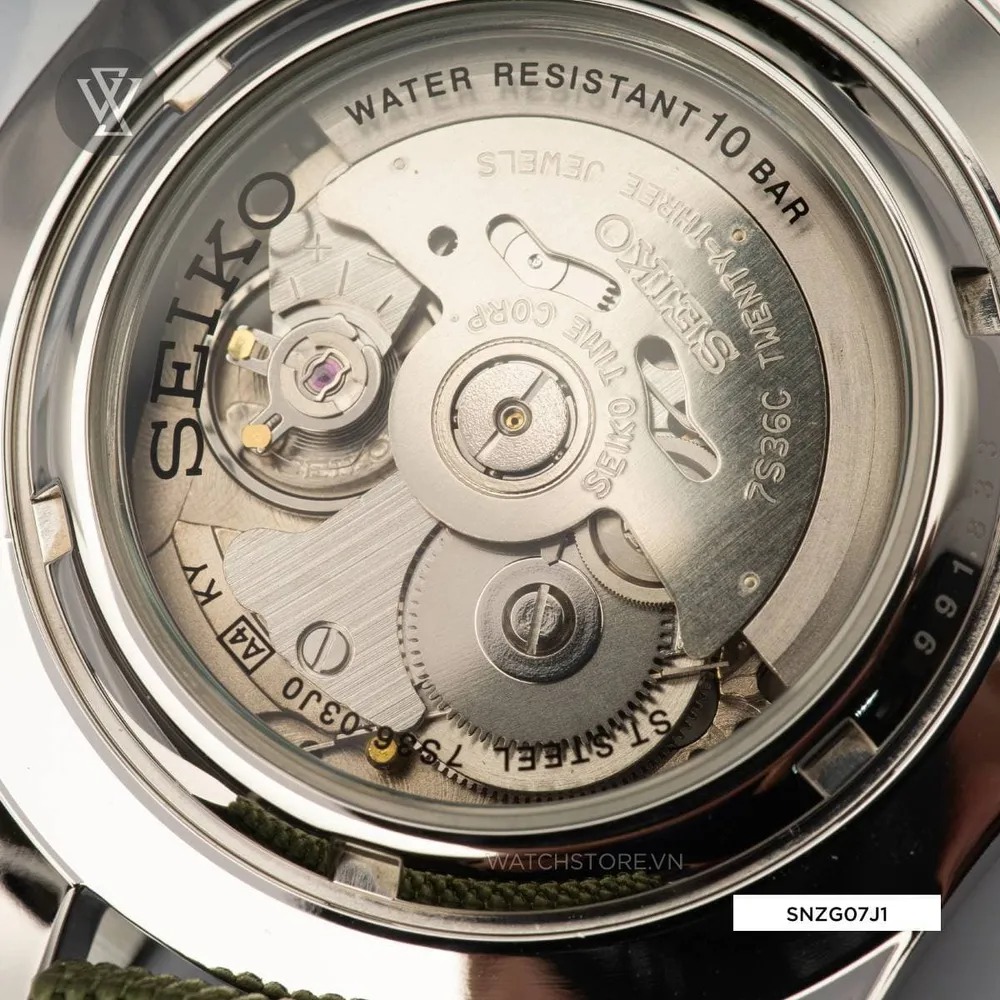 WATER RESISTANT 10 BAR
SEIKO
TWENTY-THREE JEWELS
SEIKO
7S36C
SEIKO TIME CORP.
ST.STEEL
7S36 03J0 A4 KY
WATCHSTORE.VN
SNZG07J1